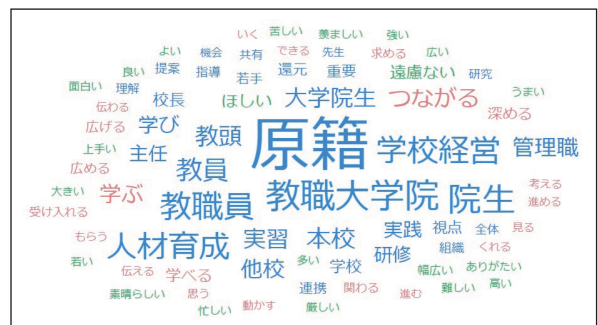 いく 苦しい 羨ましい 強い
よい 機会 共有 できる 先生 求める 広い
良い 提案 指導 若手 還元 重要 遠慮ない 研究
面白い 理解 校長 ほしい 大学院生 つながる うまい
伝わる 深める
広げる 学び 教頭 原籍 学校経営 管理職
上手い 主任 教員
広める
大きい 学ぶ 教職員 教職大学院 院生 考える
受け入れる 進める
もらう 人材育成 実習 本校 実践 視点 全体 見る
若い 伝える 学べる 他校 多い 学校 研修 組織 くれる
幅広い ありがたい
素晴らしい 思う 連携 関わる 進む 難しい 高い
忙しい 動かす 厳しい